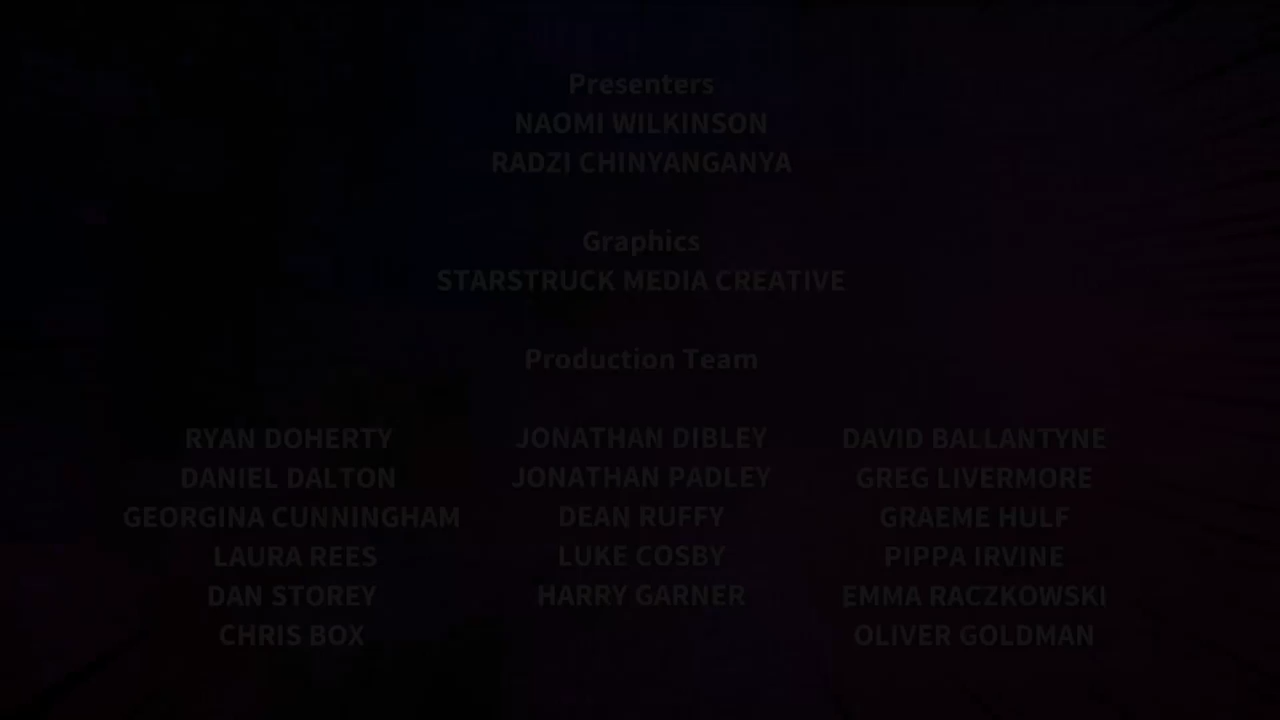 Presenters
NAOMI WILKINSON
RADZI CHINYANGANYA
Graphics
STARSTRUCK MEDIA CREATIVE
Production Team
RYAN DOHERTY
DANIEL DALTON
GEORGINA CUNNINGHAM
LAURA REES
DAN STOREY
CHRIS BOX
JONATHAN DIBLEY
JONATHAN PADLEY
DEAN RUFFY
LUKE COSBY
HARRY GARNER
DAVID BALLANTYNE
GREG LIVERMORE
GRAEME HULF
PIPPA IRVINE
EMMA RACZKOWSKI
OLIVER GOLDMAN